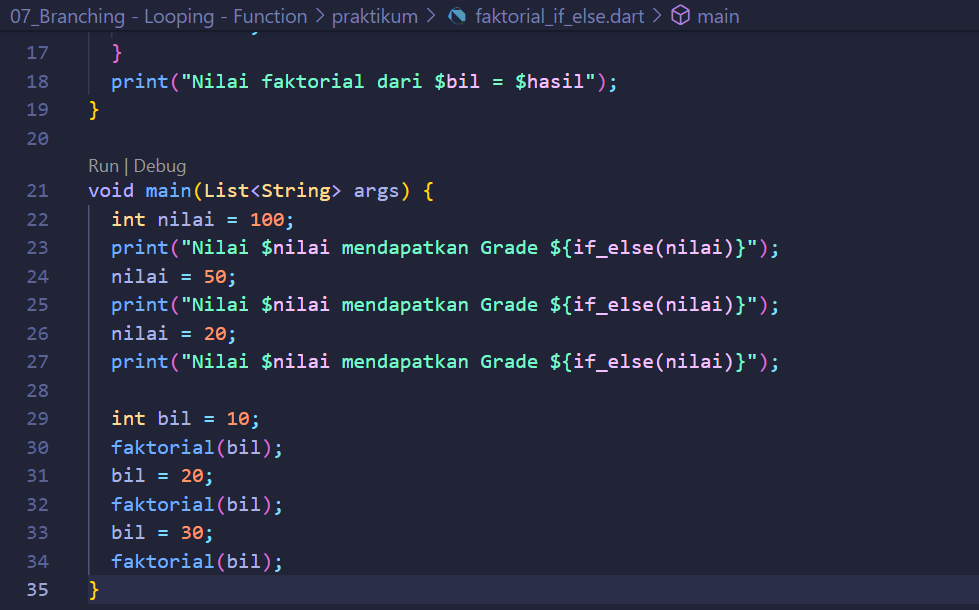 07_Branching - Looping - Function > praktikum > faktorial_if_else.dart > main
17 }
18 print("Nilai faktorial dari $bil = $hasil");
19 }
20
Run | Debug
21 void main(List<String> args) {
22 int nilai = 100;
23 print("Nilai $nilai mendapatkan Grade ${if_else(nilai)}");
24 nilai = 50;
25 print("Nilai $nilai mendapatkan Grade ${if_else(nilai)}");
26 nilai = 20;
27 print("Nilai $nilai mendapatkan Grade ${if_else(nilai)}");
28
29 int bil = 10;
30 faktorial(bil);
31 bil = 20;
32 faktorial(bil);
33 bil = 30;
34 faktorial(bil);
35 }